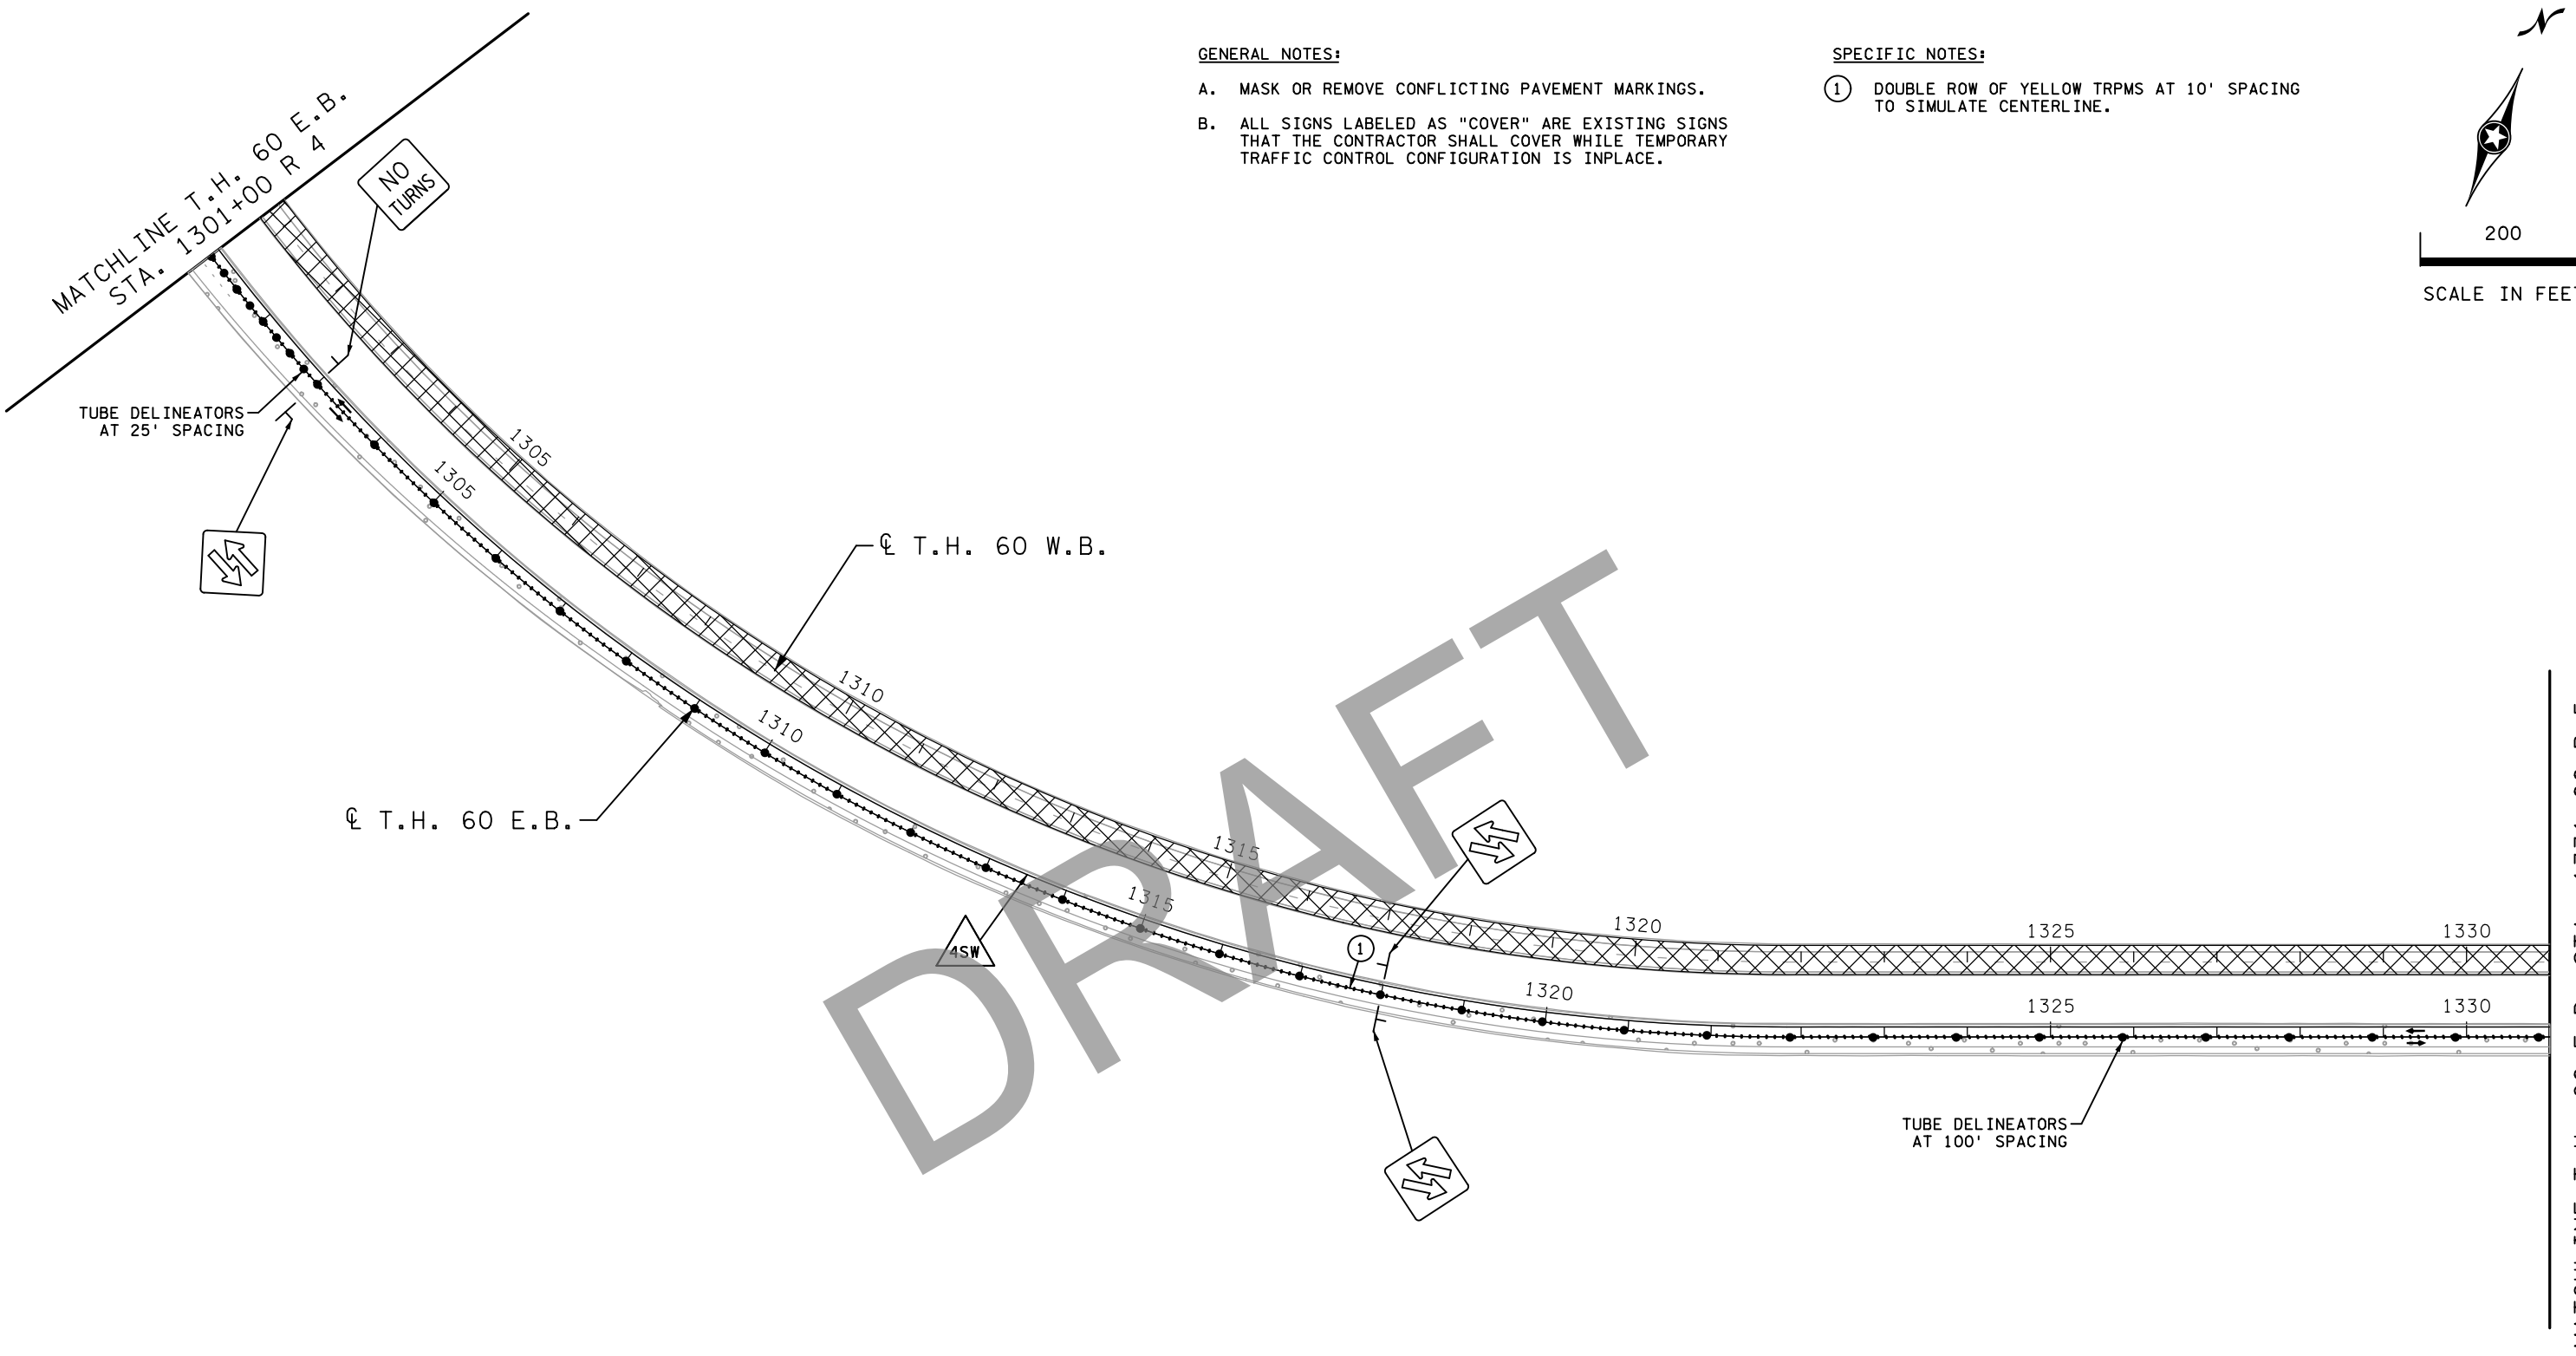 GENERAL NOTES:
A. MASK OR REMOVE CONFLICTING PAVEMENT MARKINGS.
B. ALL SIGNS LABELED AS "COVER" ARE EXISTING SIGNS
THAT THE CONTRACTOR SHALL COVER WHILE TEMPORARY
TRAFFIC CONTROL CONFIGURATION IS INPLACE.
SPECIFIC NOTES:
1 DOUBLE ROW OF YELLOW TRPMS AT 10' SPACING
TO SIMULATE CENTERLINE.
N
200
SCALE IN FEET
MATCHLINE T.H. 60 E.B.
STA. 1301+00 R 4
NO
TURNS
TUBE DELINEATORS
AT 25' SPACING
1305
1305
℄ T.H. 60 W.B.
1310
1310
℄ T.H. 60 E.B.
1315
1315
4SW
1
1320
1320
1325
1330
1325
1330
TUBE DELINEATORS
AT 100' SPACING
DRAFT